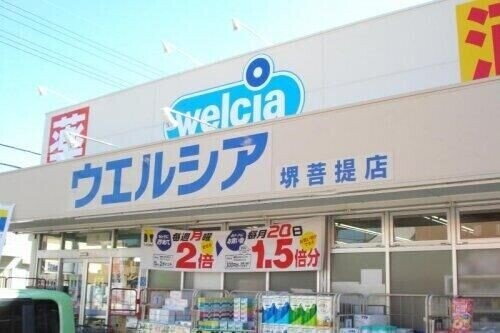 welcia
薬
ウエルシア
堺菩提店
毎週月曜
毎月20日
2倍
1.5倍分